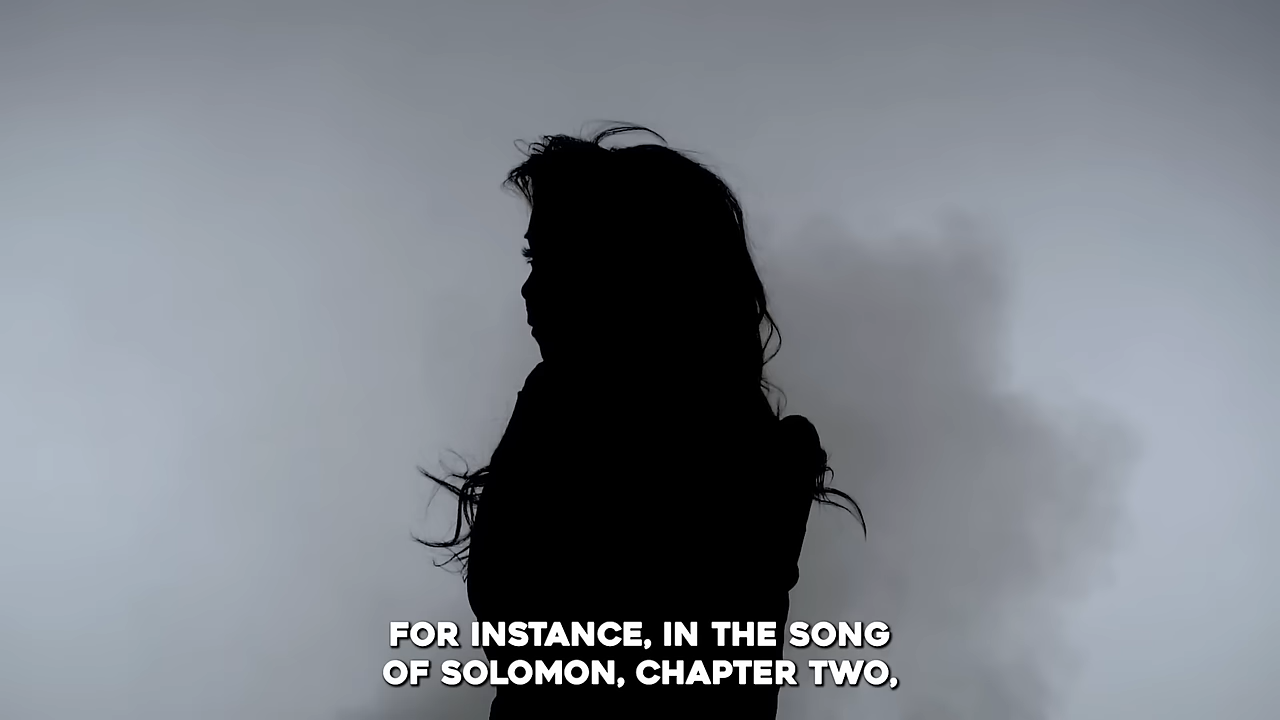 FOR INSTANCE, IN THE SONG
OF SOLOMON, CHAPTER TWO,